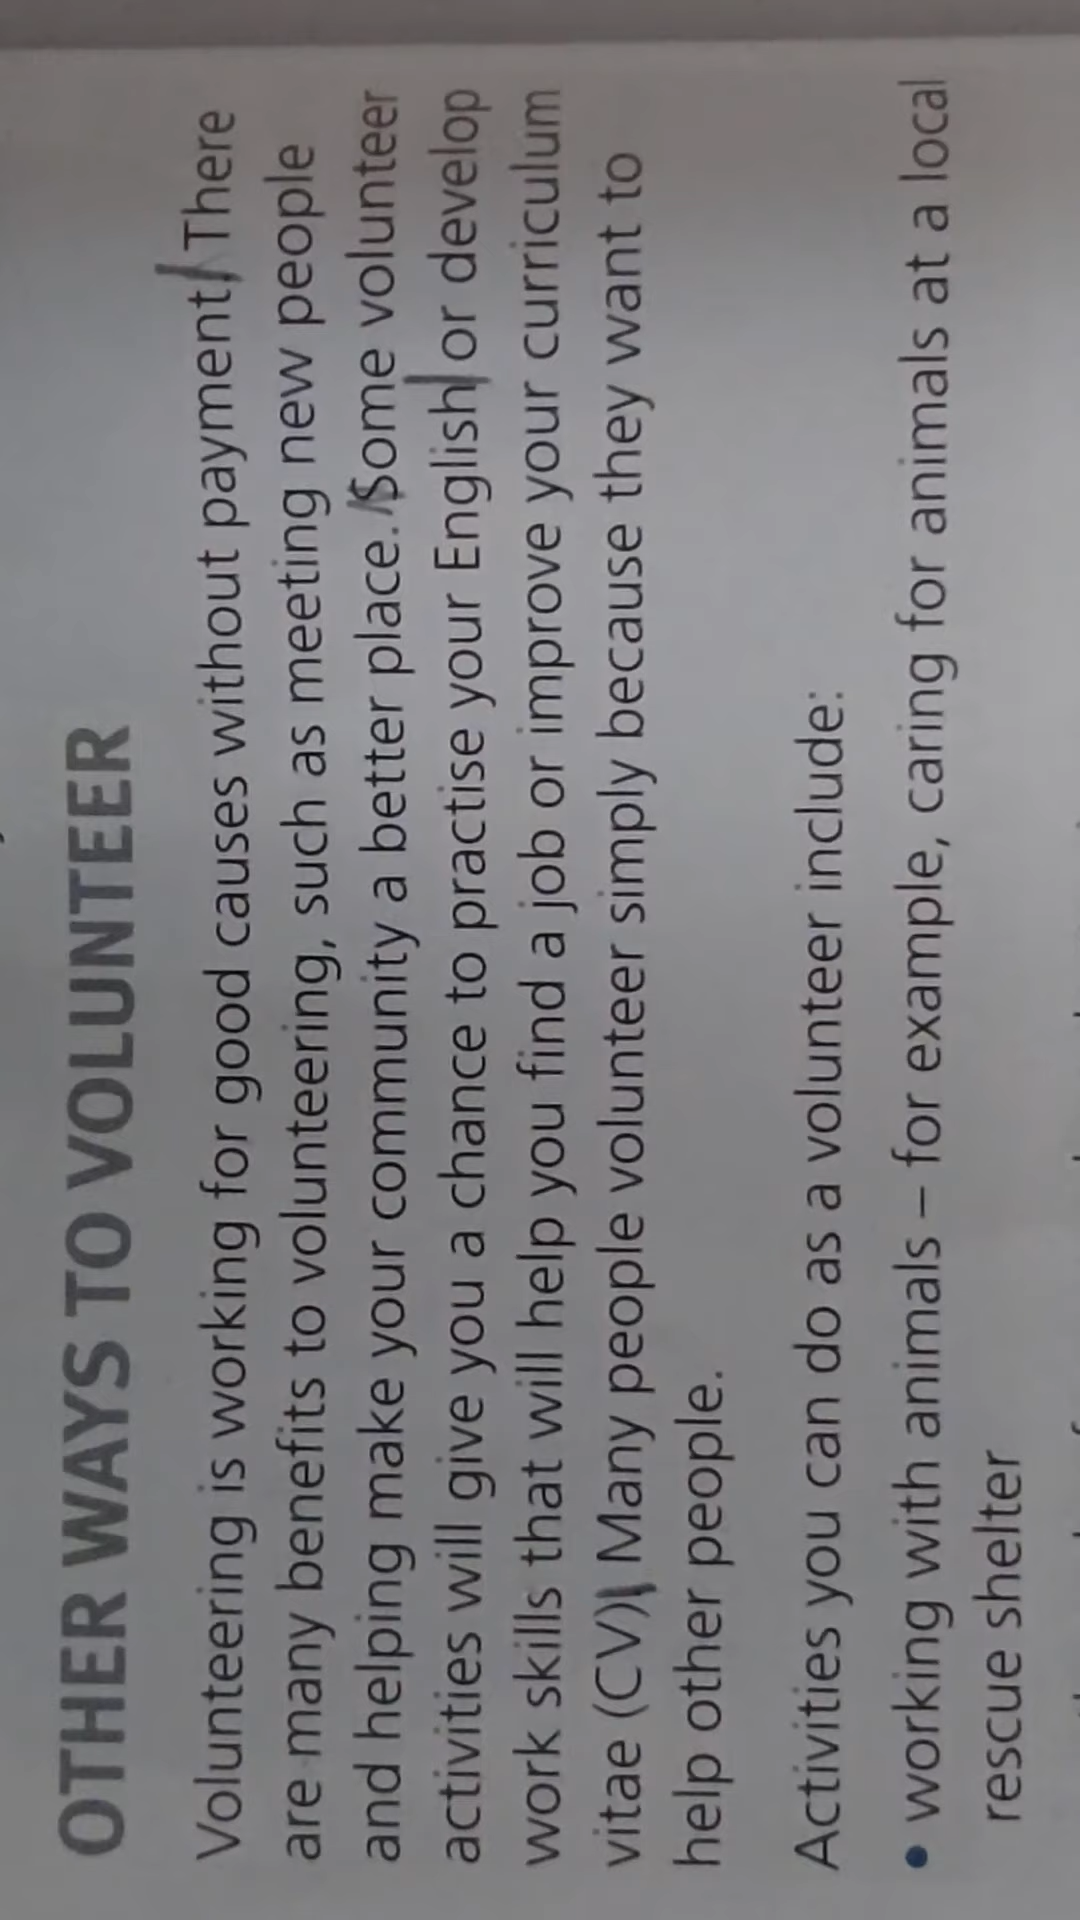 OTHER WAYS TO VOLUNTEER
Volunteering is working for good causes without payment. There
are many benefits to volunteering, such as meeting new people
and helping make your community a better place. Some volunteer
activities will give you a chance to practise your English or develop
work skills that will help you find a job or improve your curriculum
vitae (CV). Many people volunteer simply because they want to
help other people.
Activities you can do as a volunteer include:
• working with animals – for example, caring for animals at a local
rescue shelter